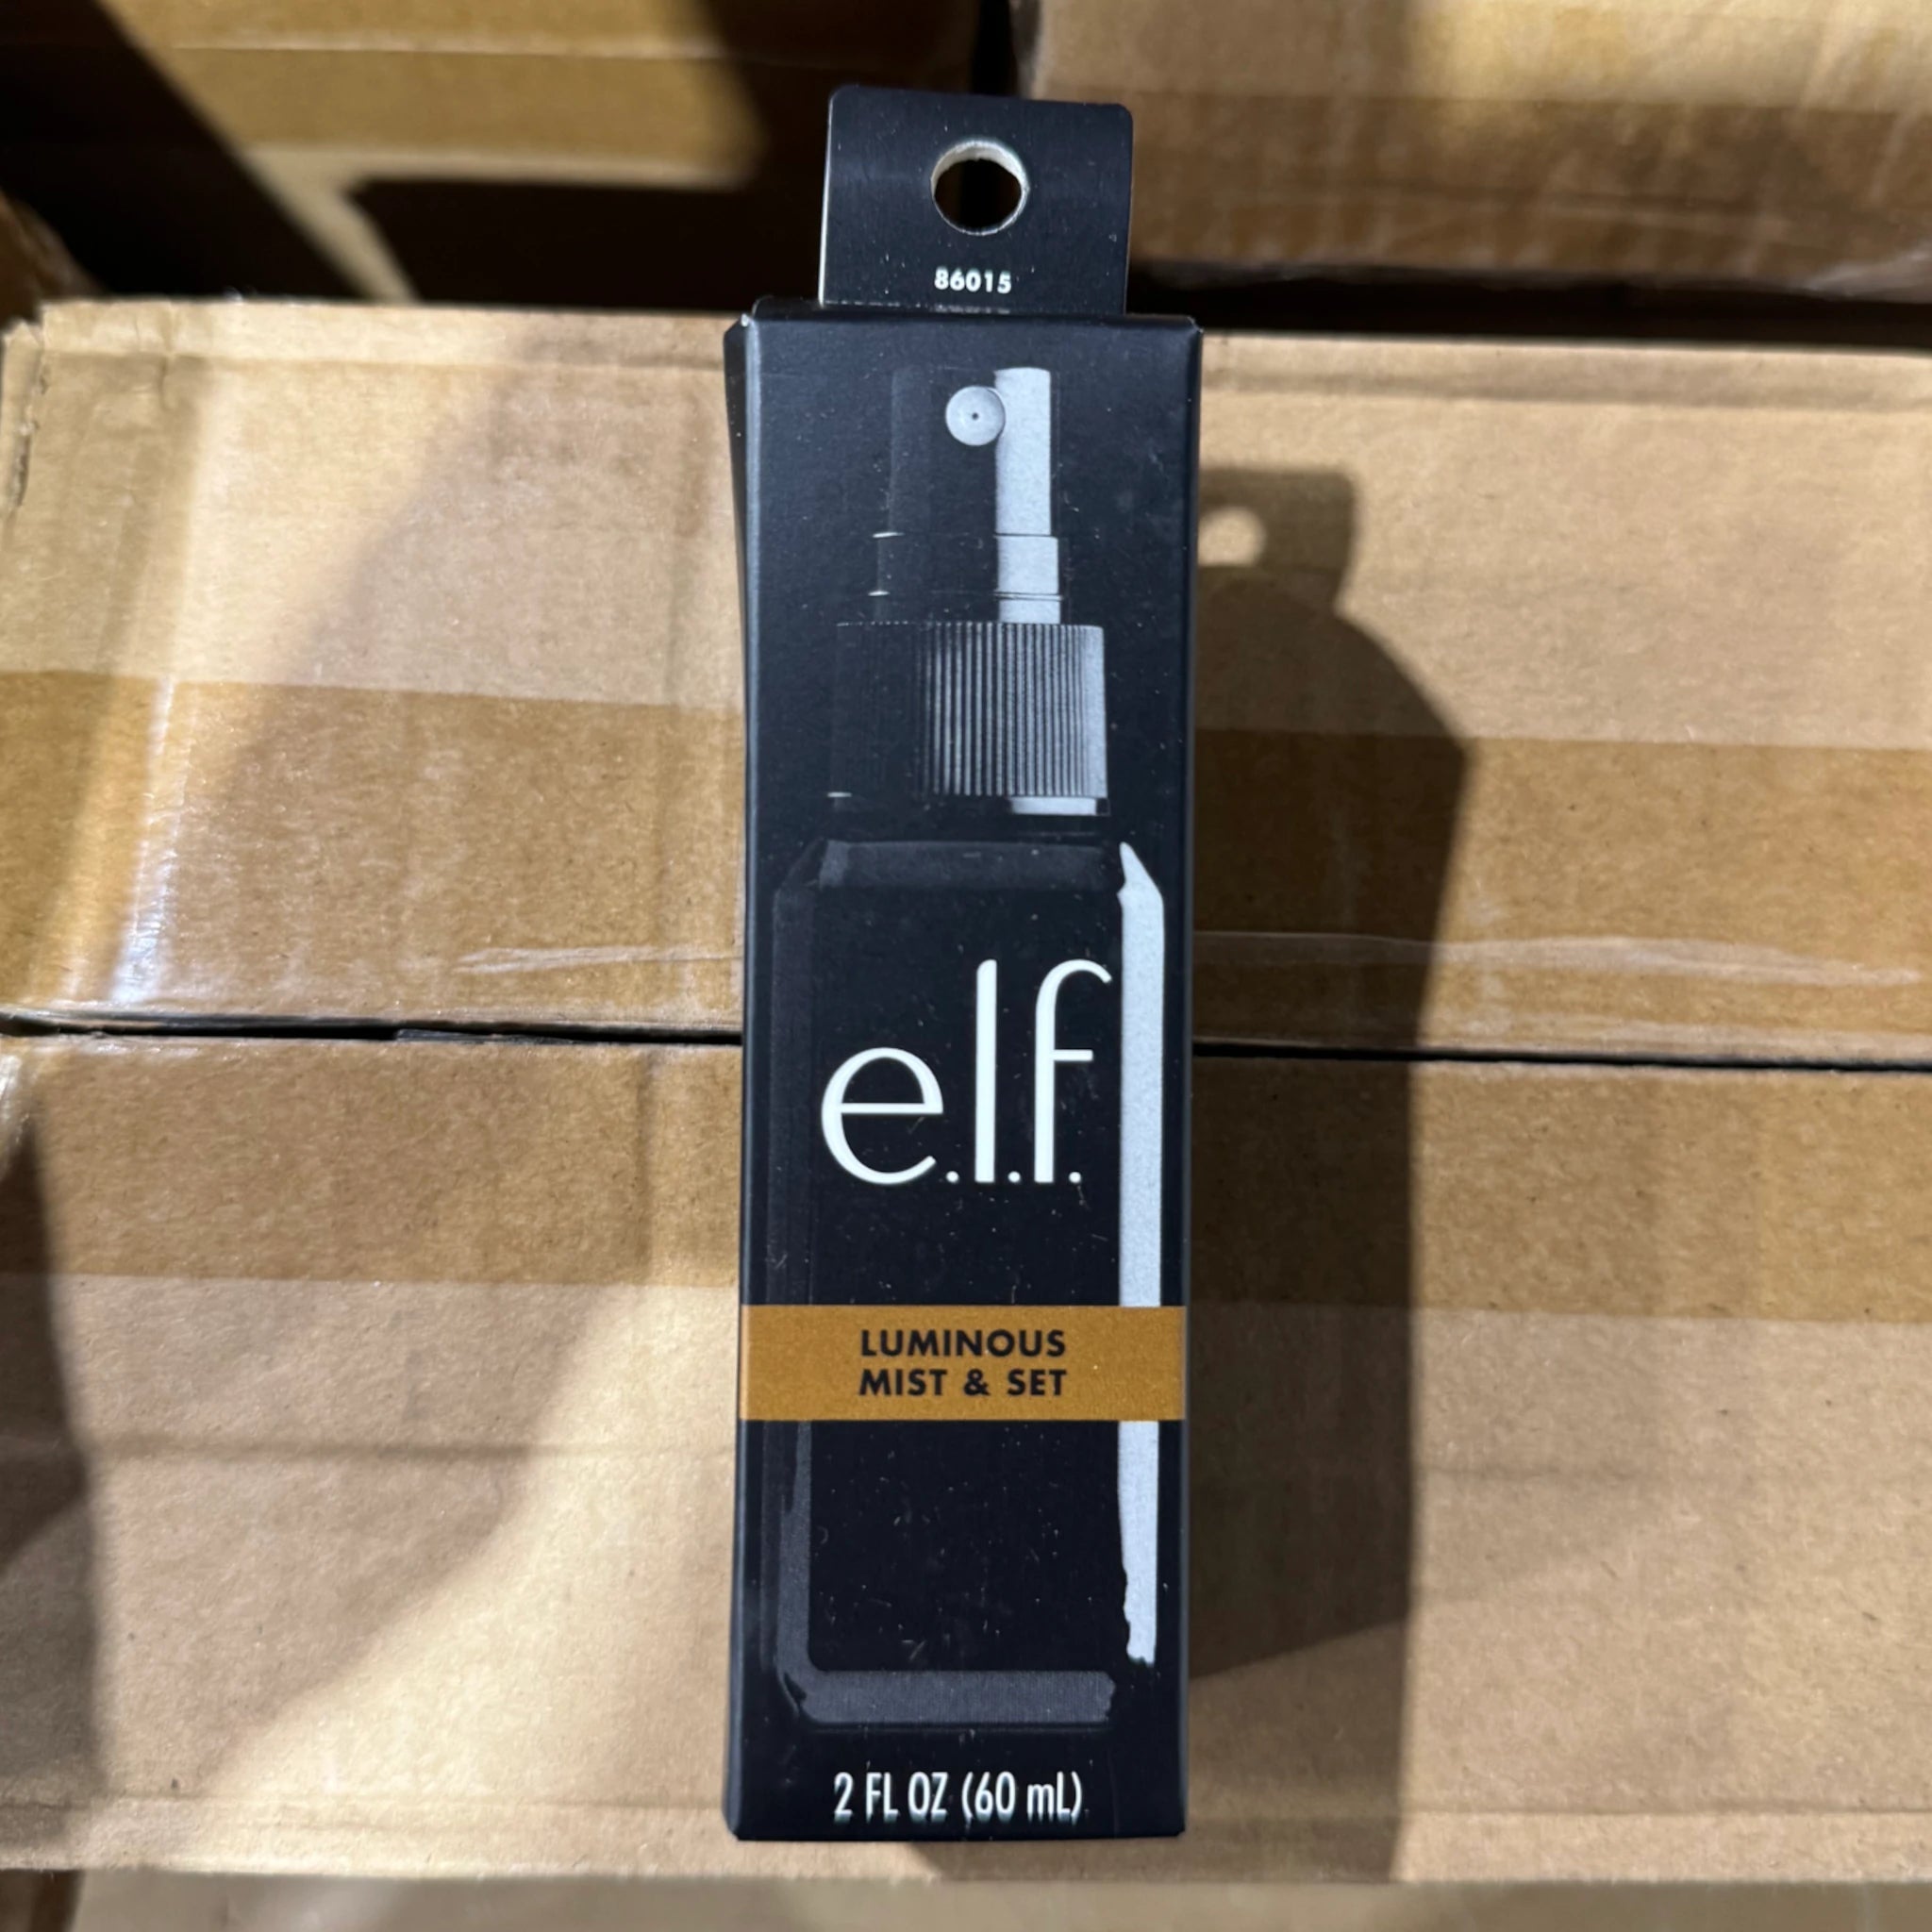 86015
e.l.f.
LUMINOUS
MIST & SET
2 FL OZ (60 mL)